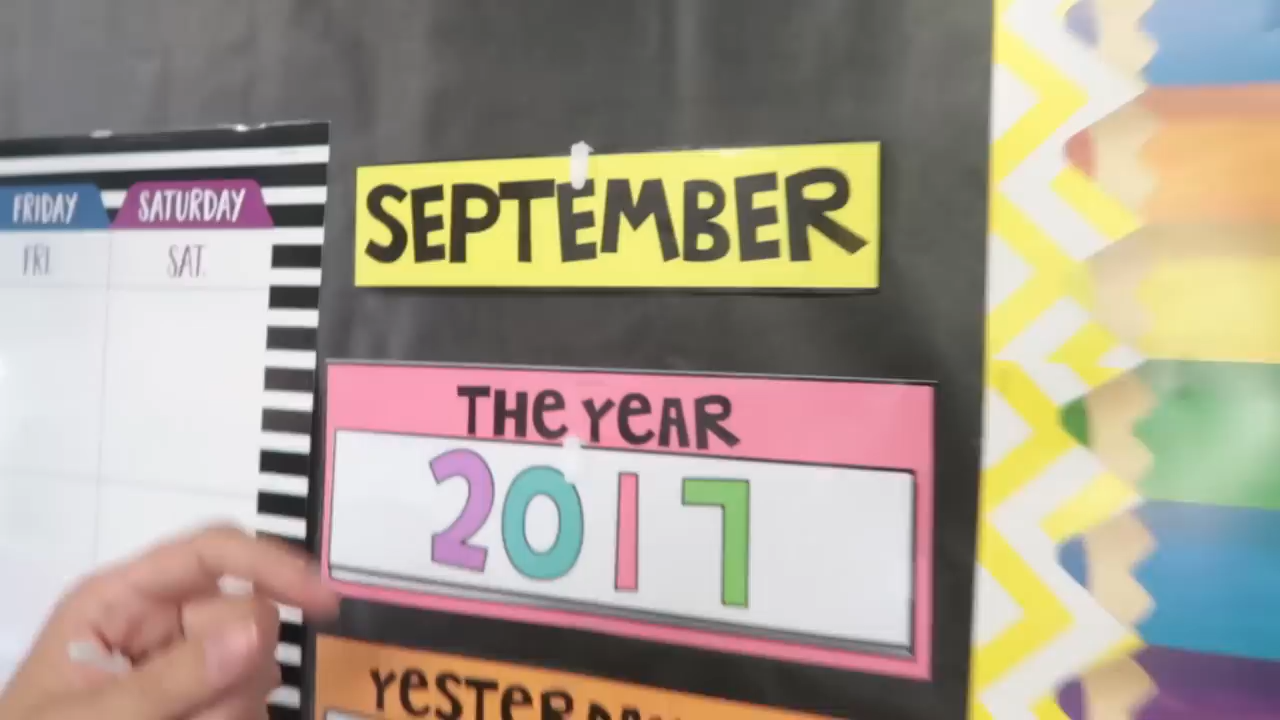 FRIDAY
SATURDAY
FRI.
SAT.
SEPTEMBER
THE YEAR
2017